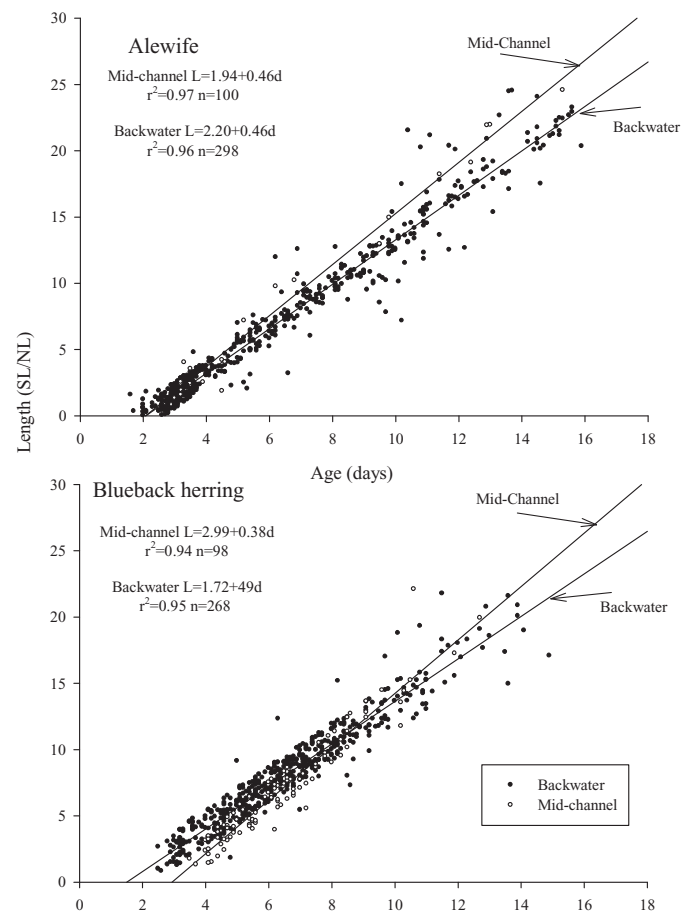 Alewife
Mid-channel L=1.94+0.46d
r²=0.97 n=100
Backwater L=2.20+0.46d
r²=0.96 n=298
Mid-Channel
Backwater
30
25
20
15
10
5
0
0 2 4 6 8 10 12 14 16 18
Length (SL/NL)
Age (days)
Blueback herring
Mid-channel L=2.99+0.38d
r²=0.94 n=98
Backwater L=1.72+49d
r²=0.95 n=268
Mid-Channel
Backwater
30
25
20
15
10
5
0
Backwater
Mid-channel
0 2 4 6 8 10 12 14 16 18